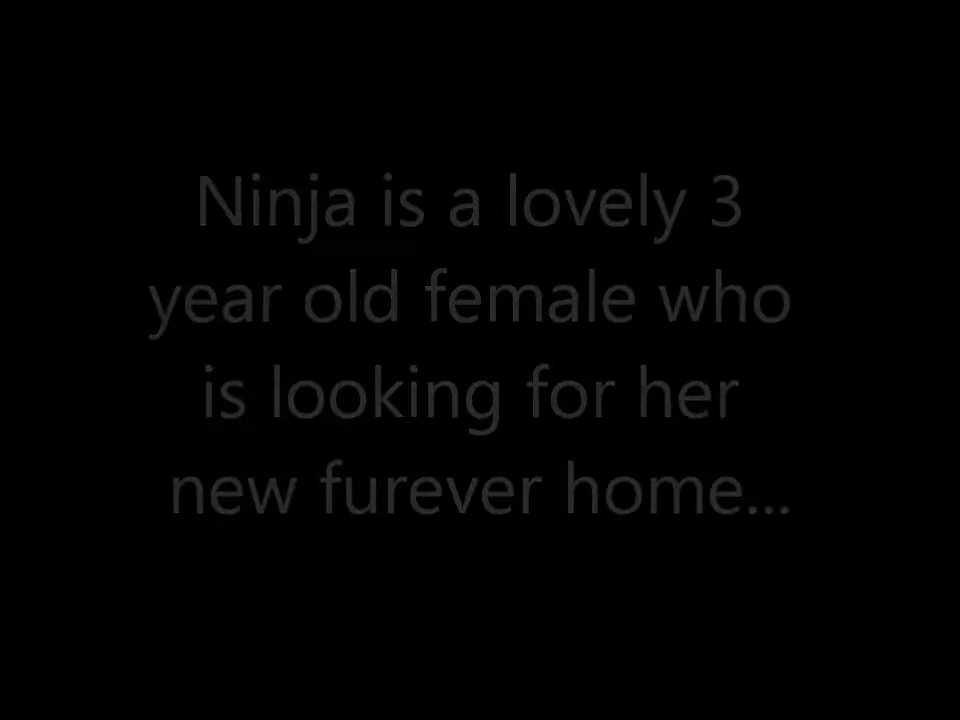 Ninja is a lovely 3
year old female who
is looking for her
new furever home...